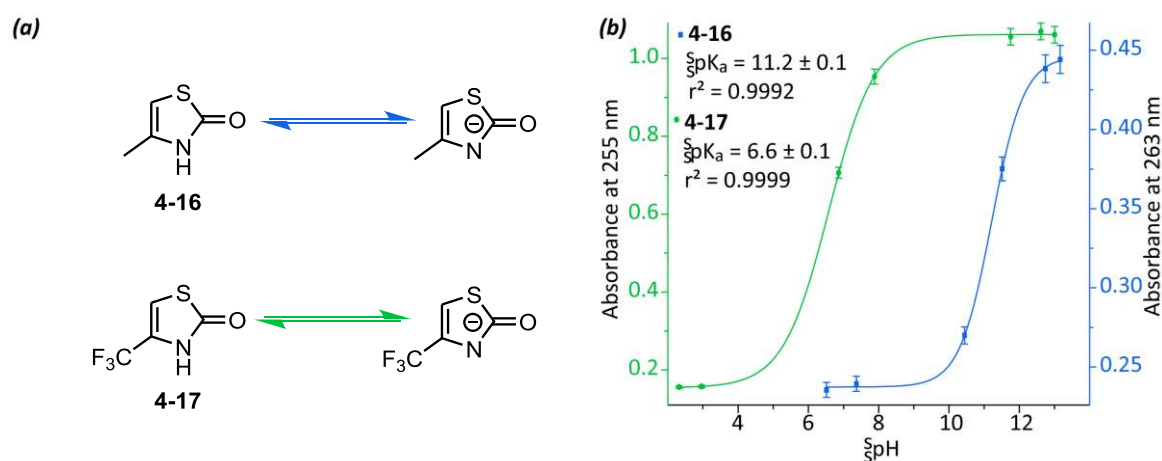 (a)
S
N
H
O
4-16
S
⊖
N
O
S
N
H
O
F₃C
4-17
S
⊖
N
O
F₃C
(b)
4-16
ˢₛpKₐ = 11.2 ± 0.1
r² = 0.9992
4-17
ˢₛpKₐ = 6.6 ± 0.1
r² = 0.9999
Absorbance at 255 nm
1.0
0.8
0.6
0.4
0.2
4 6 8 10 12
ˢₛpH
0.45
0.40
0.35
0.30
0.25
Absorbance at 263 nm